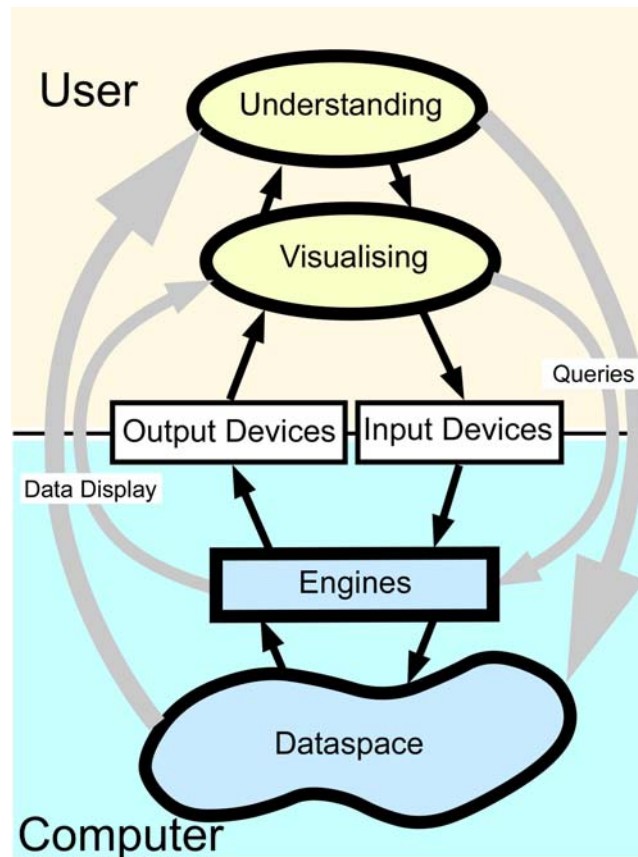 User
Understanding
Visualising
Queries
Output Devices
Input Devices
Data Display
Engines
Dataspace
Computer